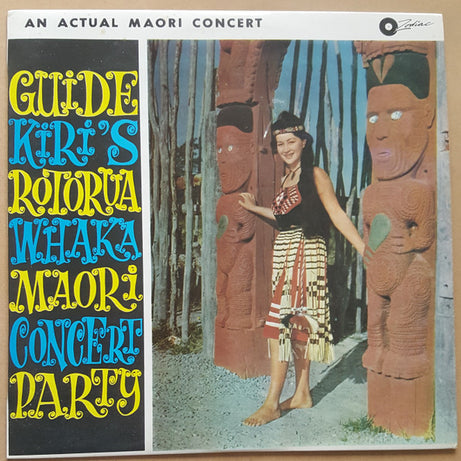 AN ACTUAL MAORI CONCERT
Zodiac
GUiDE
KiRi'S
ROTORUA
WHAKA
MAORi
CONCERT
PARTY